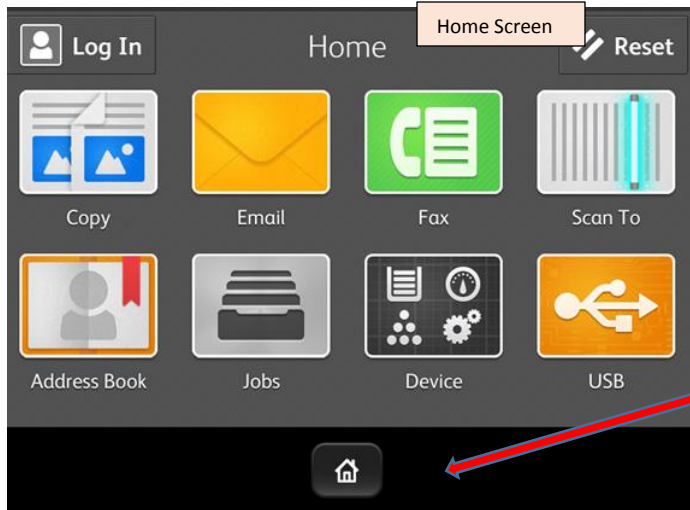 Home Screen
Log In
Home
Reset
Copy
Email
Fax
Scan To
Address Book
Jobs
Device
USB